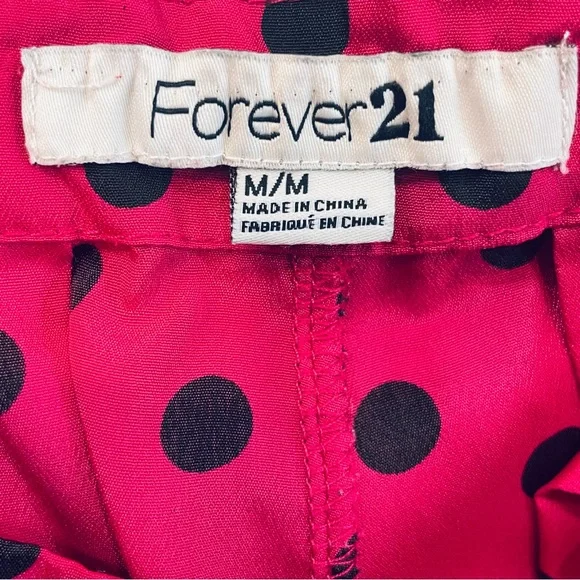 Forever21
M/M
MADE IN CHINA
FABRIQUÉ EN CHINE